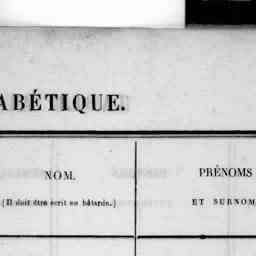 ABÉTIQUE.
NOM.
(Il doit être écrit en bâtarde.)
PRÉNOMS
ET SURNOM